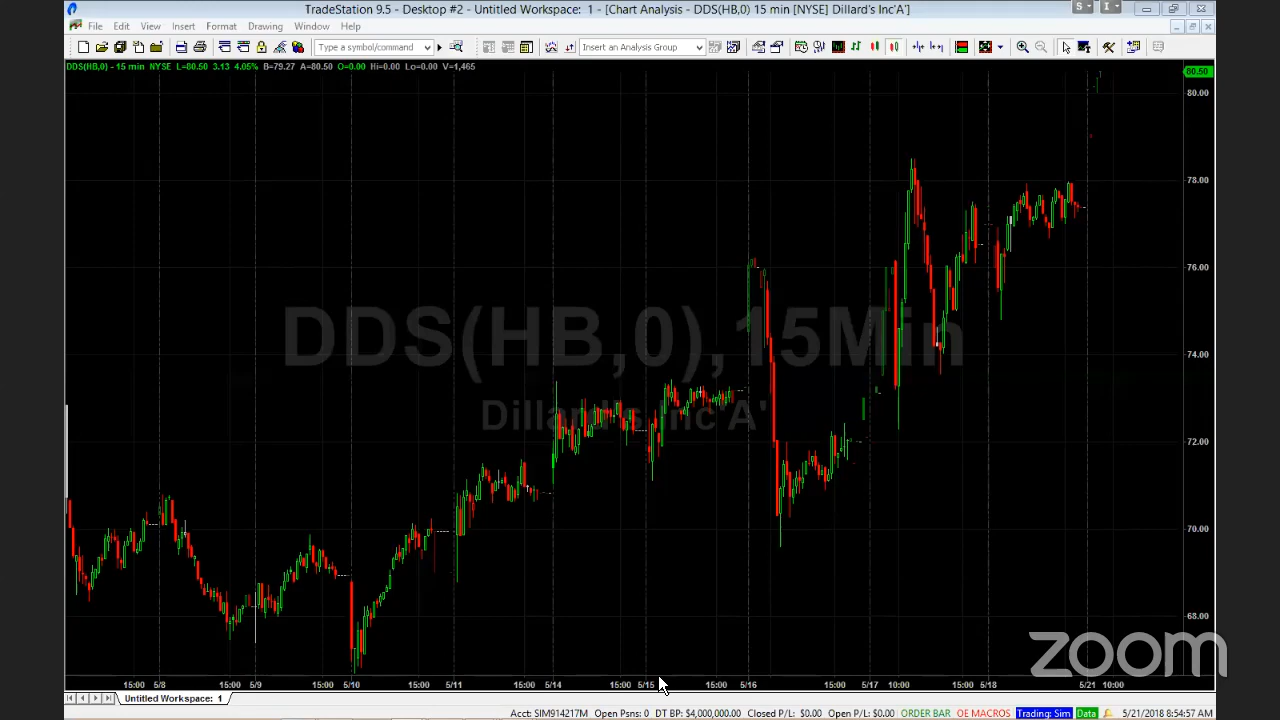 TradeStation 9.5 - Desktop #2 - Untitled Workspace: 1 - [Chart Analysis - DDS(HB,0) 15 min [NYSE] Dillard's Inc'A']
S I
File Edit View Insert Format Drawing Window Help
Type a symbol/command Insert an Analysis Group
DDS(HB,0) - 15 min NYSE L=80.50 3.13 4.05% B=79.27 A=80.50 O=0.00 Hi=0.00 Lo=0.00 V=1,465
80.50
80.00
78.00
76.00
DDS(HB,0),15Min
74.00
Dillard's Inc'A'
72.00
70.00
68.00
zoom
15:00 5/8 15:00 5/9 15:00 5/10 15:00 5/11 15:00 5/14 15:00 5/15 15:00 5/16 15:00 5/17 10:00 15:00 5/18 5/21 10:00
Untitled Workspace: 1
Acct: SIM914217M Open Psns: 0 DT BP: $4,000,000.00 Closed P/L: $0.00 Open P/L: $0.00 ORDER BAR OE MACROS Trading: Sim Data 5/21/2018 8:54:57 AM